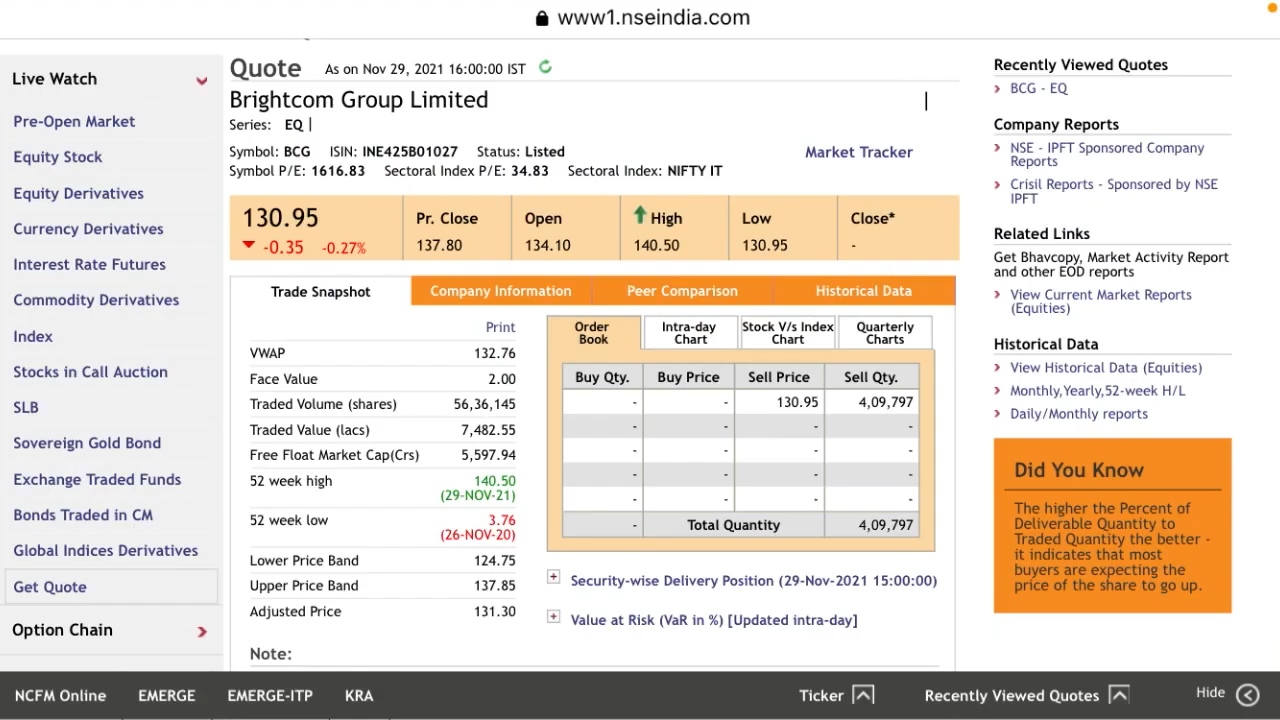 www1.nseindia.com
Live Watch
Pre-Open Market
Equity Stock
Equity Derivatives
Currency Derivatives
Interest Rate Futures
Commodity Derivatives
Index
Stocks in Call Auction
SLB
Sovereign Gold Bond
Exchange Traded Funds
Bonds Traded in CM
Global Indices Derivatives
Get Quote
Option Chain
Quote As on Nov 29, 2021 16:00:00 IST
Brightcom Group Limited |
Series: EQ |
Symbol: BCG ISIN: INE425B01027 Status: Listed Market Tracker
Symbol P/E: 1616.83 Sectoral Index P/E: 34.83 Sectoral Index: NIFTY IT
130.95 Pr. Close Open High Low Close*
-0.35 -0.27% 137.80 134.10 140.50 130.95 -
Trade Snapshot Company Information Peer Comparison Historical Data
Print
VWAP 132.76
Face Value 2.00
Traded Volume (shares) 56,36,145
Traded Value (lacs) 7,482.55
Free Float Market Cap(Crs) 5,597.94
52 week high 140.50
(29-NOV-21)
52 week low 3.76
(26-NOV-20)
Lower Price Band 124.75
Upper Price Band 137.85
Adjusted Price 131.30
Note:
Order Intra-day Stock V/s Index Quarterly
Book Chart Chart Charts
Buy Qty. Buy Price Sell Price Sell Qty.
- - 130.95 4,09,797
- - - -
- - - -
- - - -
- - - -
- Total Quantity 4,09,797
Security-wise Delivery Position (29-Nov-2021 15:00:00)
Value at Risk (VaR in %) [Updated intra-day]
Recently Viewed Quotes
BCG - EQ
Company Reports
NSE - IPFT Sponsored Company
Reports
Crisil Reports - Sponsored by NSE
IPFT
Related Links
Get Bhavcopy, Market Activity Report
and other EOD reports
View Current Market Reports
(Equities)
Historical Data
View Historical Data (Equities)
Monthly,Yearly,52-week H/L
Daily/Monthly reports
Did You Know
The higher the Percent of
Deliverable Quantity to
Traded Quantity the better -
it indicates that most
buyers are expecting the
price of the share to go up.
NCFM Online EMERGE EMERGE-ITP KRA Ticker Recently Viewed Quotes Hide